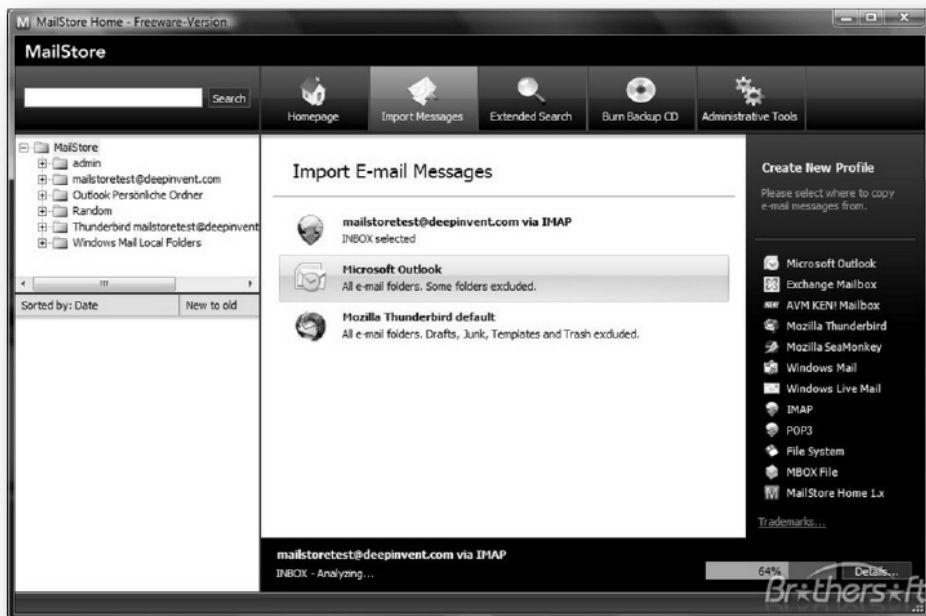 MailStore Home - Freeware-Version
MailStore
Search
Homepage
Import Messages
Extended Search
Burn Backup CD
Administrative Tools
MailStore
admin
mailstoretest@deepinvent.com
Outlook Persönliche Ordner
Random
Thunderbird mailstoretest@deepinvent
Windows Mail Local Folders
Sorted by: Date
New to old
Import E-mail Messages
mailstoretest@deepinvent.com via IMAP
INBOX selected
Microsoft Outlook
All e-mail folders. Some folders excluded.
Mozilla Thunderbird default
All e-mail folders. Drafts, Junk, Templates and Trash excluded.
Create New Profile
Please select where to copy
e-mail messages from.
Microsoft Outlook
Exchange Mailbox
NEW! AVM KEN! Mailbox
Mozilla Thunderbird
Mozilla SeaMonkey
Windows Mail
Windows Live Mail
IMAP
POP3
File System
MBOX File
MailStore Home 1.x
Trademarks...
mailstoretest@deepinvent.com via IMAP
INBOX - Analyzing...
64%
Details...
Brothersoft